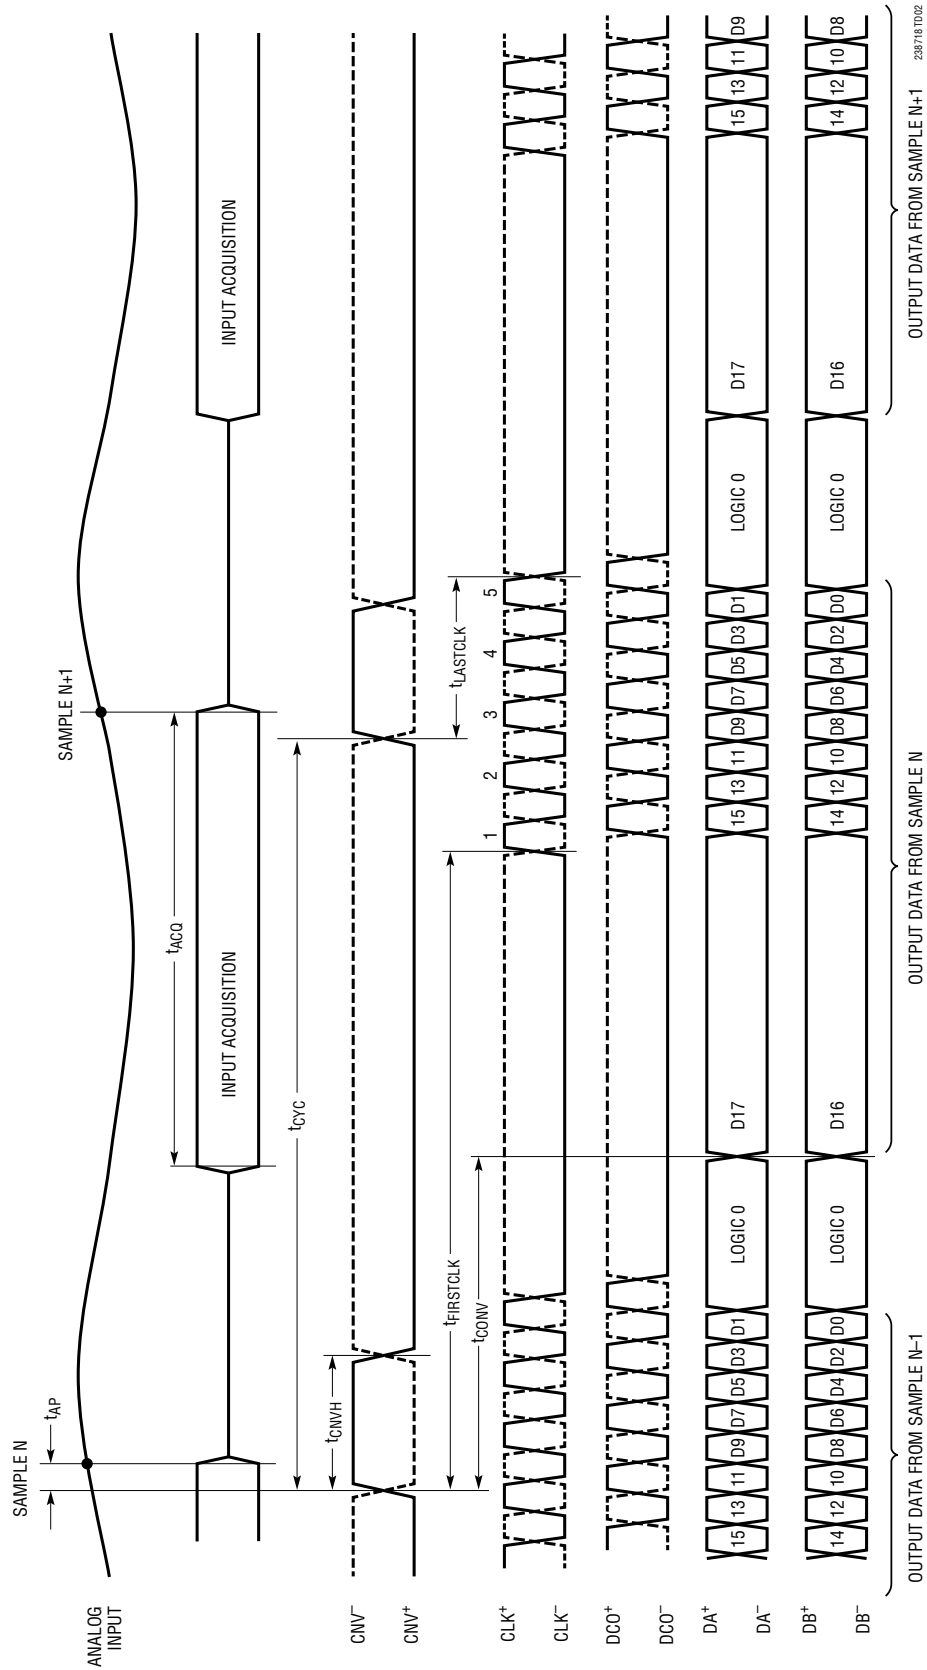 SAMPLE N
SAMPLE N+1
tAP
ANALOG
INPUT
tACQ
INPUT ACQUISITION
INPUT ACQUISITION
tCYC
tCNVH
CNV–
CNV+
tFIRSTCLK
tLASTCLK
tCONV
1 2 3 4 5
CLK+
CLK–
DCO+
DCO–
DA+
DA–
15 13 11 D9 D7 D5 D3 D1 LOGIC 0 D17 15 13 11 D9 D7 D5 D3 D1 LOGIC 0 D17 15 13 11 D9
DB+
DB–
14 12 10 D8 D6 D4 D2 D0 LOGIC 0 D16 14 12 10 D8 D6 D4 D2 D0 LOGIC 0 D16 14 12 10 D8
OUTPUT DATA FROM SAMPLE N–1
OUTPUT DATA FROM SAMPLE N
OUTPUT DATA FROM SAMPLE N+1
238718 TD02